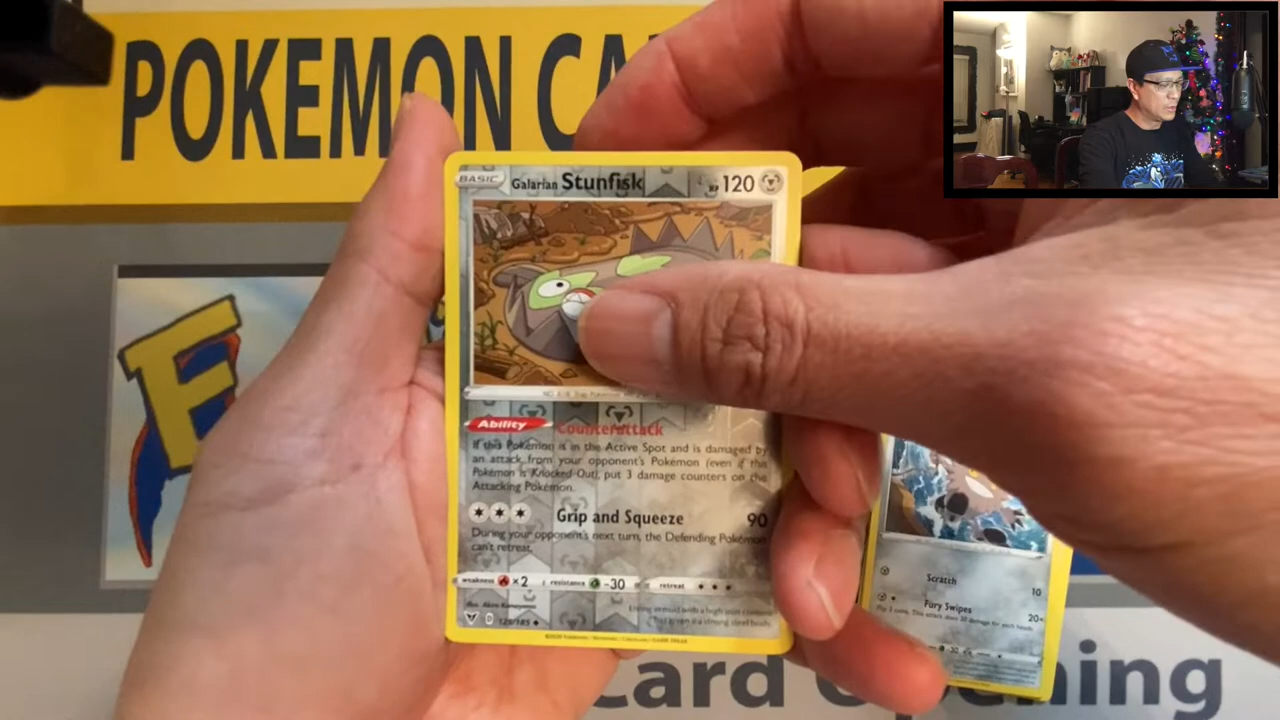 POKEMON CA
BASIC Galarian Stunfisk HP 120
Ability Counterattack
If this Pokémon is in the Active Spot and is damaged by
an attack from your opponent's Pokémon (even if this
Pokémon is Knocked Out), put 3 damage counters on the
Attacking Pokémon.
Grip and Squeeze 90
During your opponent's next turn, the Defending Pokémon
can't retreat.
weakness ×2 resistance -30 retreat
Scratch 10
Fury Swipes 20×
-30
F
Card Opening